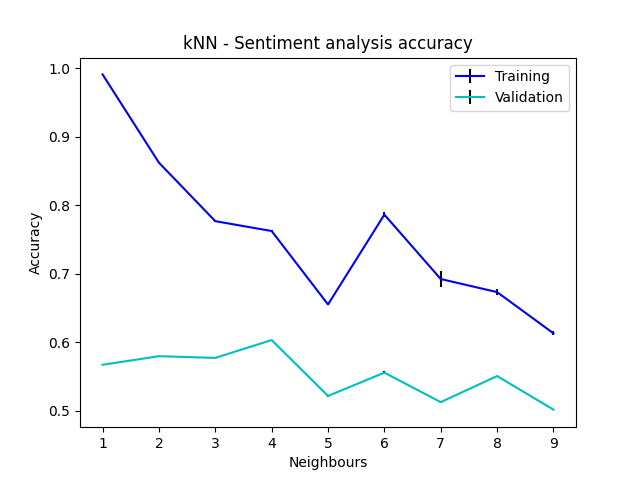 kNN - Sentiment analysis accuracy
Training
Validation
1.0
0.9
0.8
0.7
0.6
0.5
Accuracy
1 2 3 4 5 6 7 8 9
Neighbours